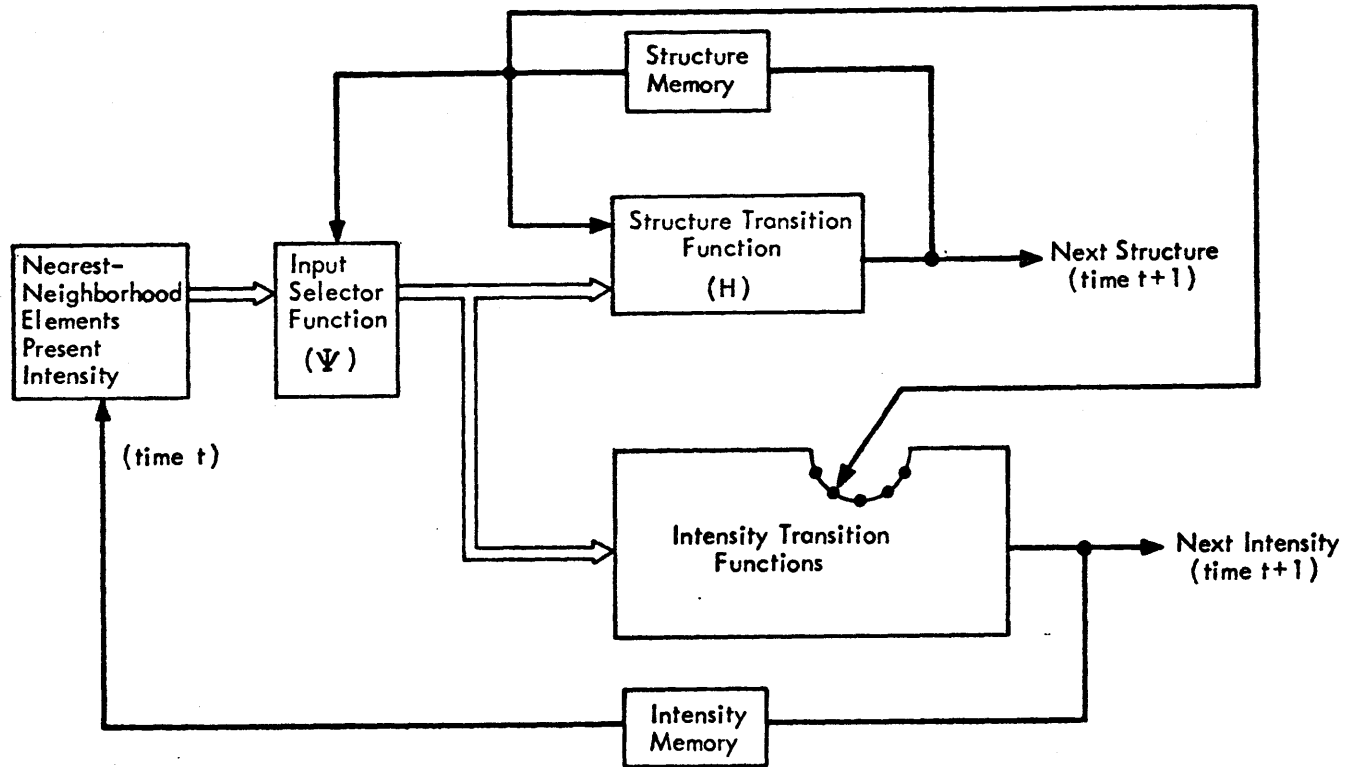 Structure
Memory
Structure Transition
Function
(H)
Next Structure
(time t+1)
Nearest-
Neighborhood
Elements
Present
Intensity
Input
Selector
Function
(Ψ)
(time t)
Intensity Transition
Functions
Next Intensity
(time t+1)
Intensity
Memory